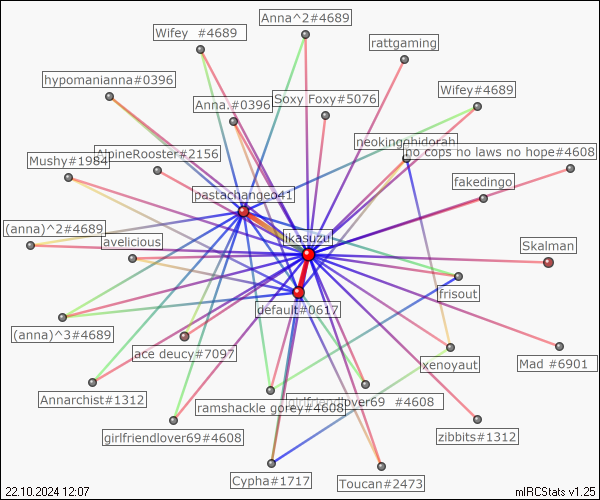 Anna^2#4689
Wifey  #4689
rattgaming
hypomanianna#0396
Anna.#0396
Soxy Foxy#5076
Wifey#4689
neokingghidorah
no cops no laws no hope#4608
AlpineRooster#2156
Mushy#1984
fakedingo
pastachangeo41
(anna)^2#4689
avelicious
ikasuzu
Skalman
frisout
default#0617
(anna)^3#4689
ace deucy#7097
Mad #6901
xenoyaut
Annarchist#1312
ramshackle gorey#4608
girlfriendlover69  #4608
girlfriendlover69#4608
zibbits#1312
Cypha#1717
Toucan#2473
22.10.2024 12:07
mIRCStats v1.25